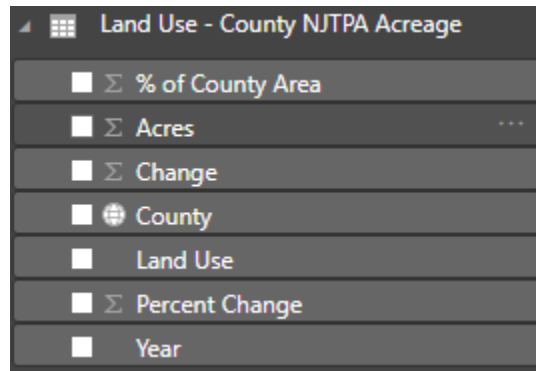 Land Use - County NJTPA Acreage
Σ % of County Area
Σ Acres ...
Σ Change
County
Land Use
Σ Percent Change
Year